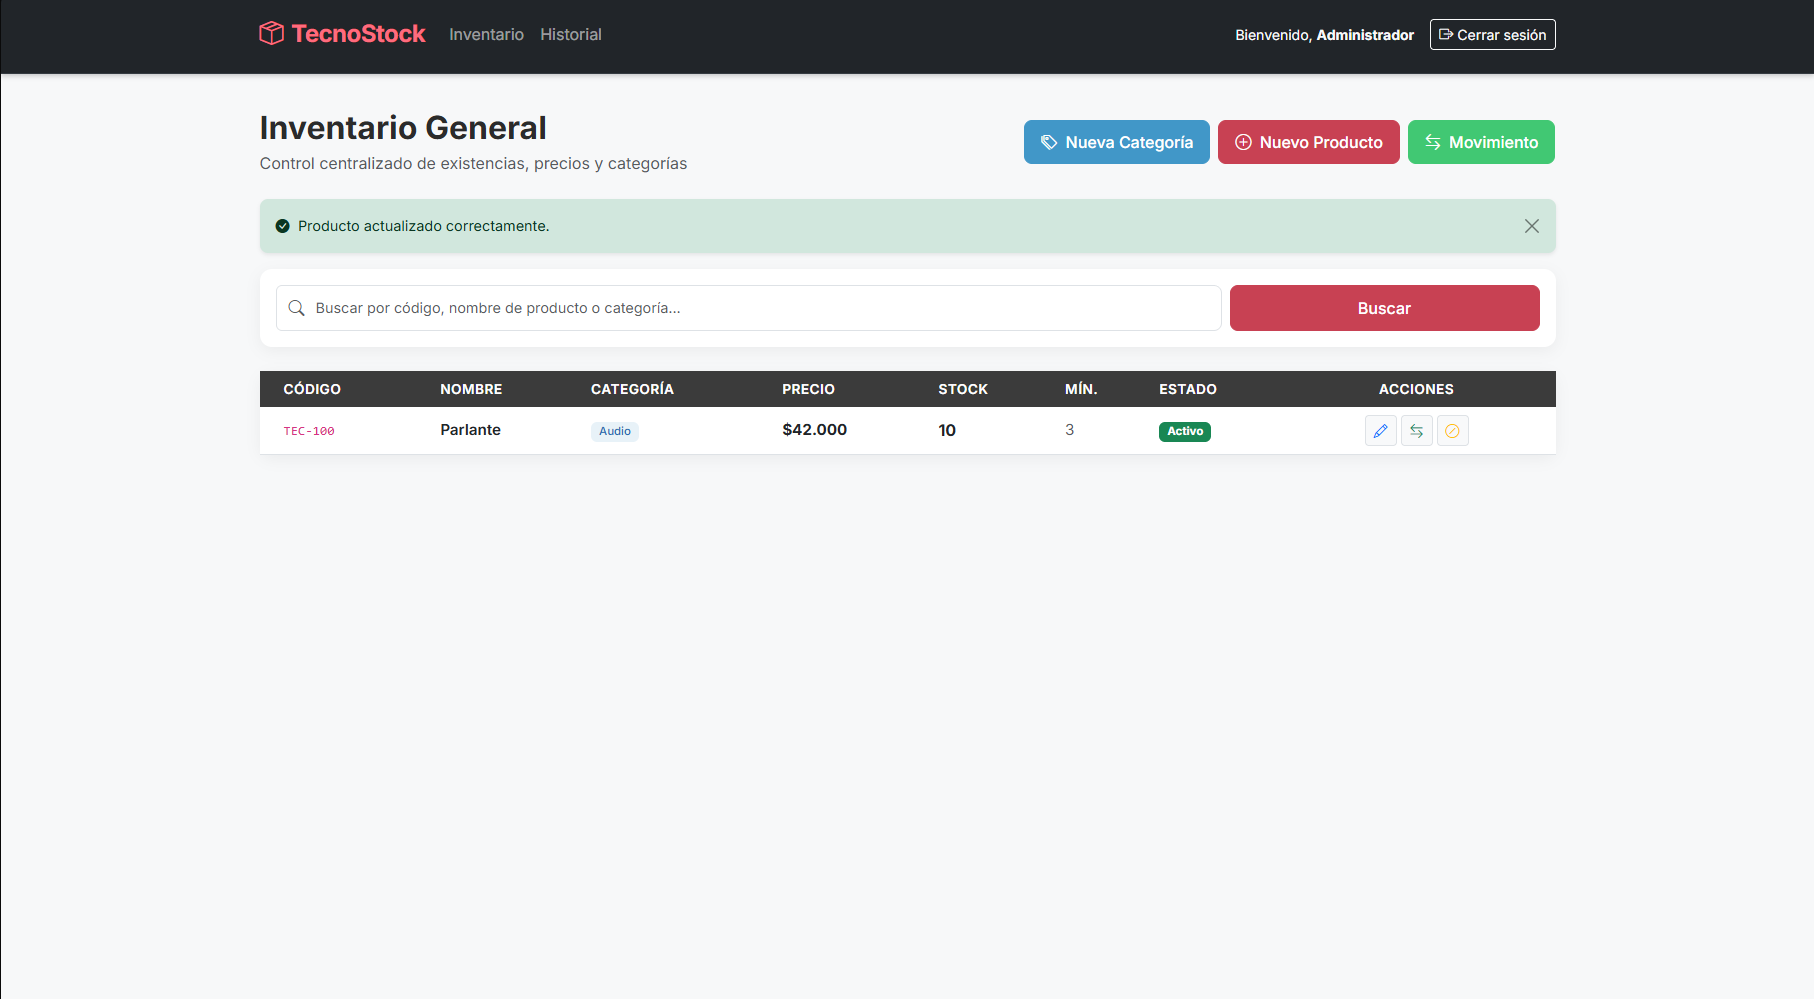 TecnoStock Inventario Historial Bienvenido, Administrador Cerrar sesión
Inventario General
Control centralizado de existencias, precios y categorías
Nueva Categoría Nuevo Producto Movimiento
Producto actualizado correctamente.
Buscar por código, nombre de producto o categoría... Buscar
CÓDIGO NOMBRE CATEGORÍA PRECIO STOCK MÍN. ESTADO ACCIONES
TEC-100 Parlante Audio $42.000 10 3 Activo